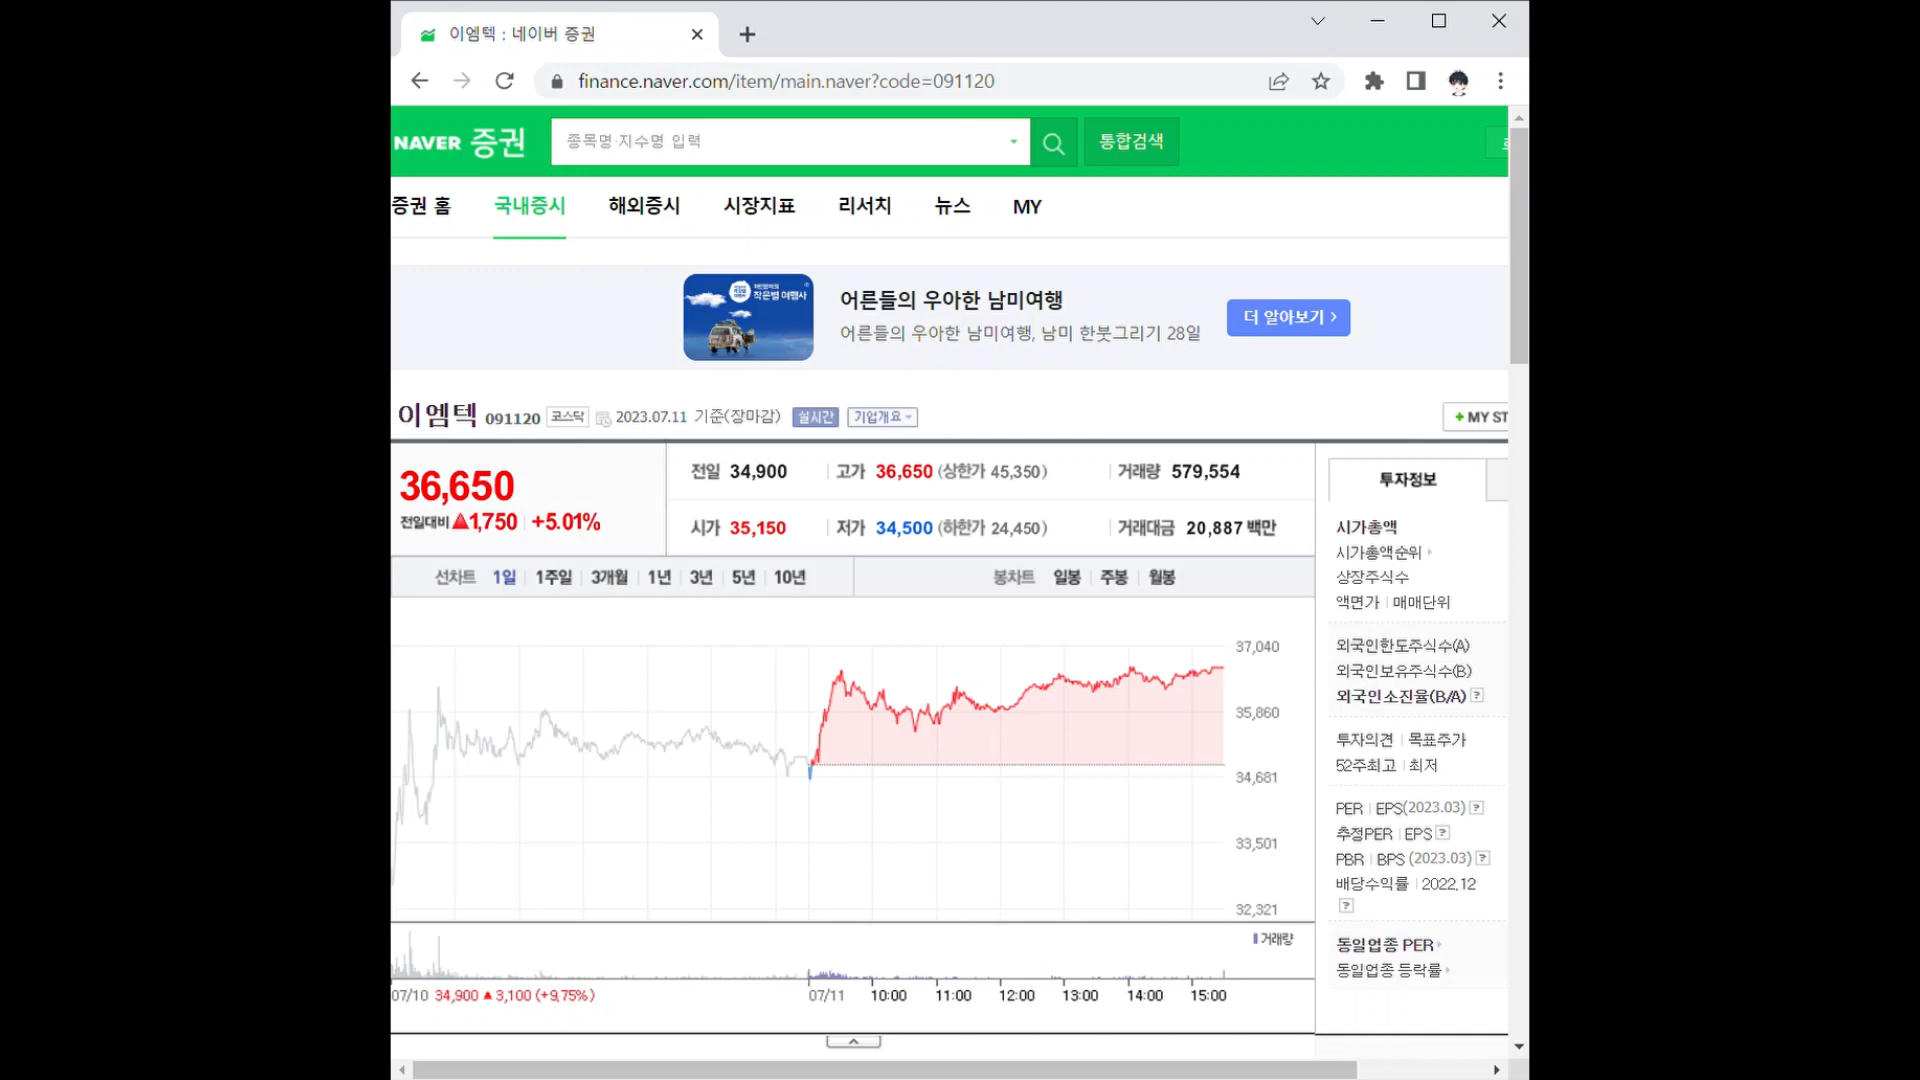 이엠텍 : 네이버 증권
finance.naver.com/item/main.naver?code=091120
NAVER 증권
종목명·지수명 입력
통합검색
증권 홈 국내증시 해외증시 시장지표 리서치 뉴스 MY
작은별 여행사
어른들의 우아한 남미여행
어른들의 우아한 남미여행, 남미 한붓그리기 28일
더 알아보기 >
이엠텍 091120 코스닥 2023.07.11 기준(장마감) 실시간 기업개요
+ MY ST
36,650
전일대비 ▲1,750 +5.01%
전일 34,900 고가 36,650 (상한가 45,350) 거래량 579,554
시가 35,150 저가 34,500 (하한가 24,450) 거래대금 20,887 백만
선차트 1일 1주일 3개월 1년 3년 5년 10년 봉차트 일봉 주봉 월봉
37,040
35,860
34,681
33,501
32,321
거래량
07/10 34,900 ▲ 3,100 (+9.75%) 07/11 10:00 11:00 12:00 13:00 14:00 15:00
투자정보
시가총액
시가총액순위
상장주식수
액면가 | 매매단위
외국인한도주식수(A)
외국인보유주식수(B)
외국인소진율(B/A) ?
투자의견 | 목표주가
52주최고 | 최저
PER | EPS(2023.03) ?
추정PER | EPS ?
PBR | BPS (2023.03) ?
배당수익률 | 2022.12
?
동일업종 PER
동일업종 등락률